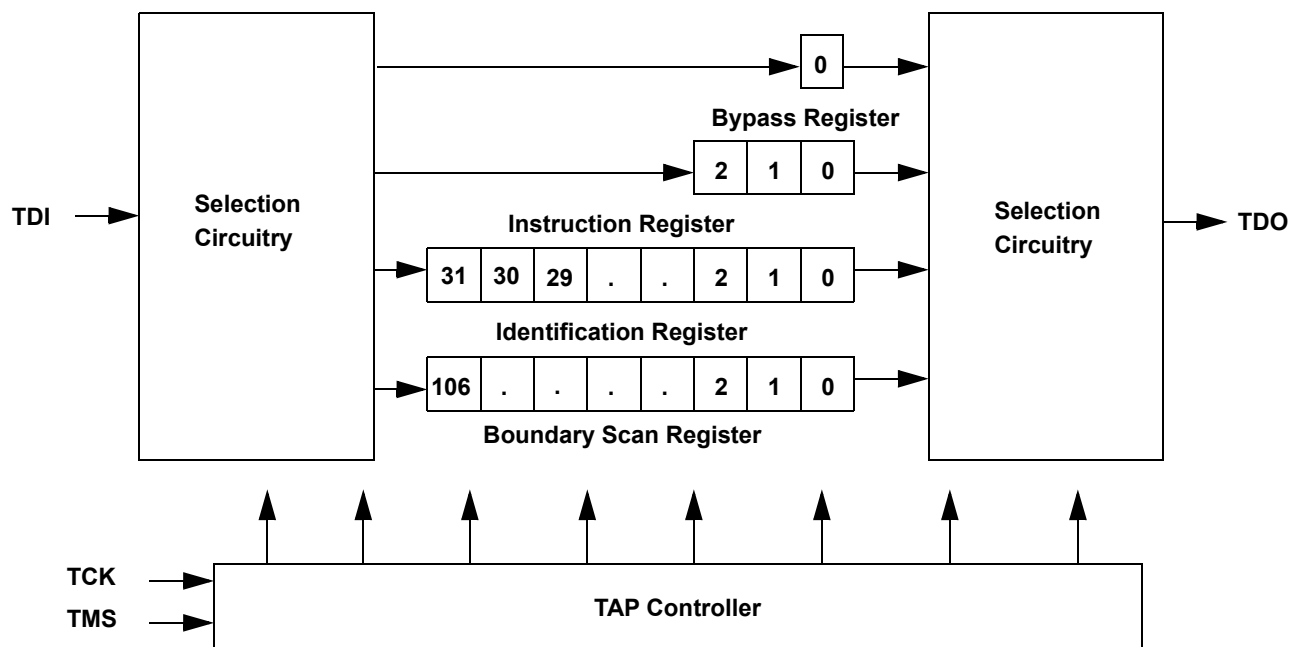 0
Bypass Register
2 1 0
Selection
Circuitry
TDI
Selection
Circuitry
TDO
Instruction Register
31 30 29 . . 2 1 0
Identification Register
106 . . . . 2 1 0
Boundary Scan Register
TCK
TMS
TAP Controller